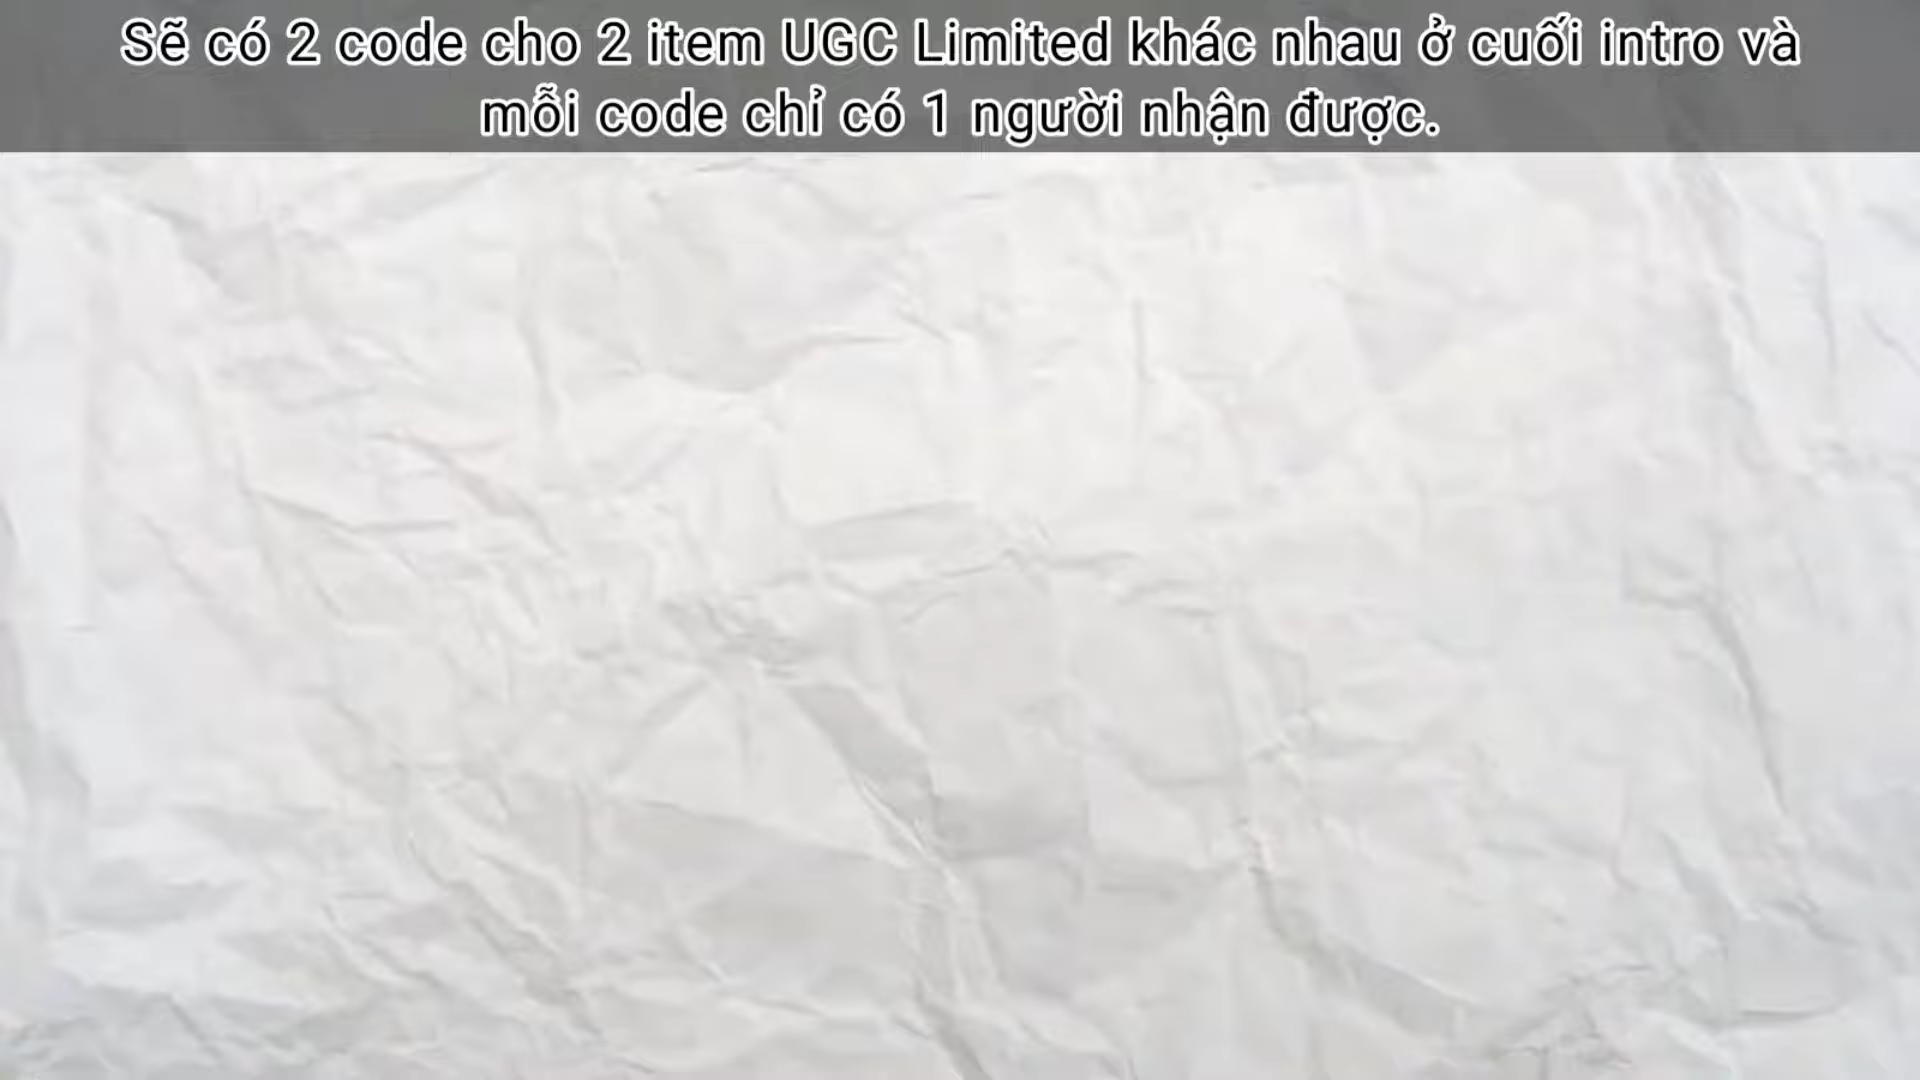 Sẽ có 2 code cho 2 item UGC Limited khác nhau ở cuối intro và
mỗi code chỉ có 1 người nhận được.